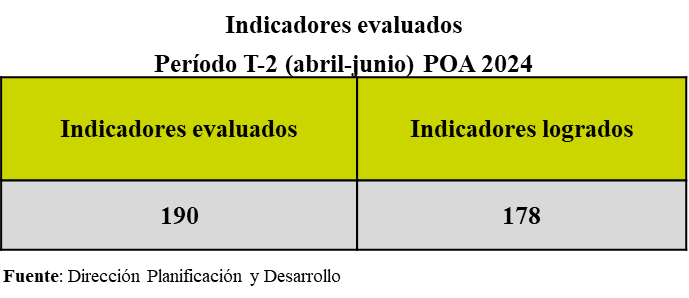 Indicadores evaluados
Período T-2 (abril-junio) POA 2024
Indicadores evaluados
Indicadores logrados
190
178
Fuente: Dirección Planificación y Desarrollo